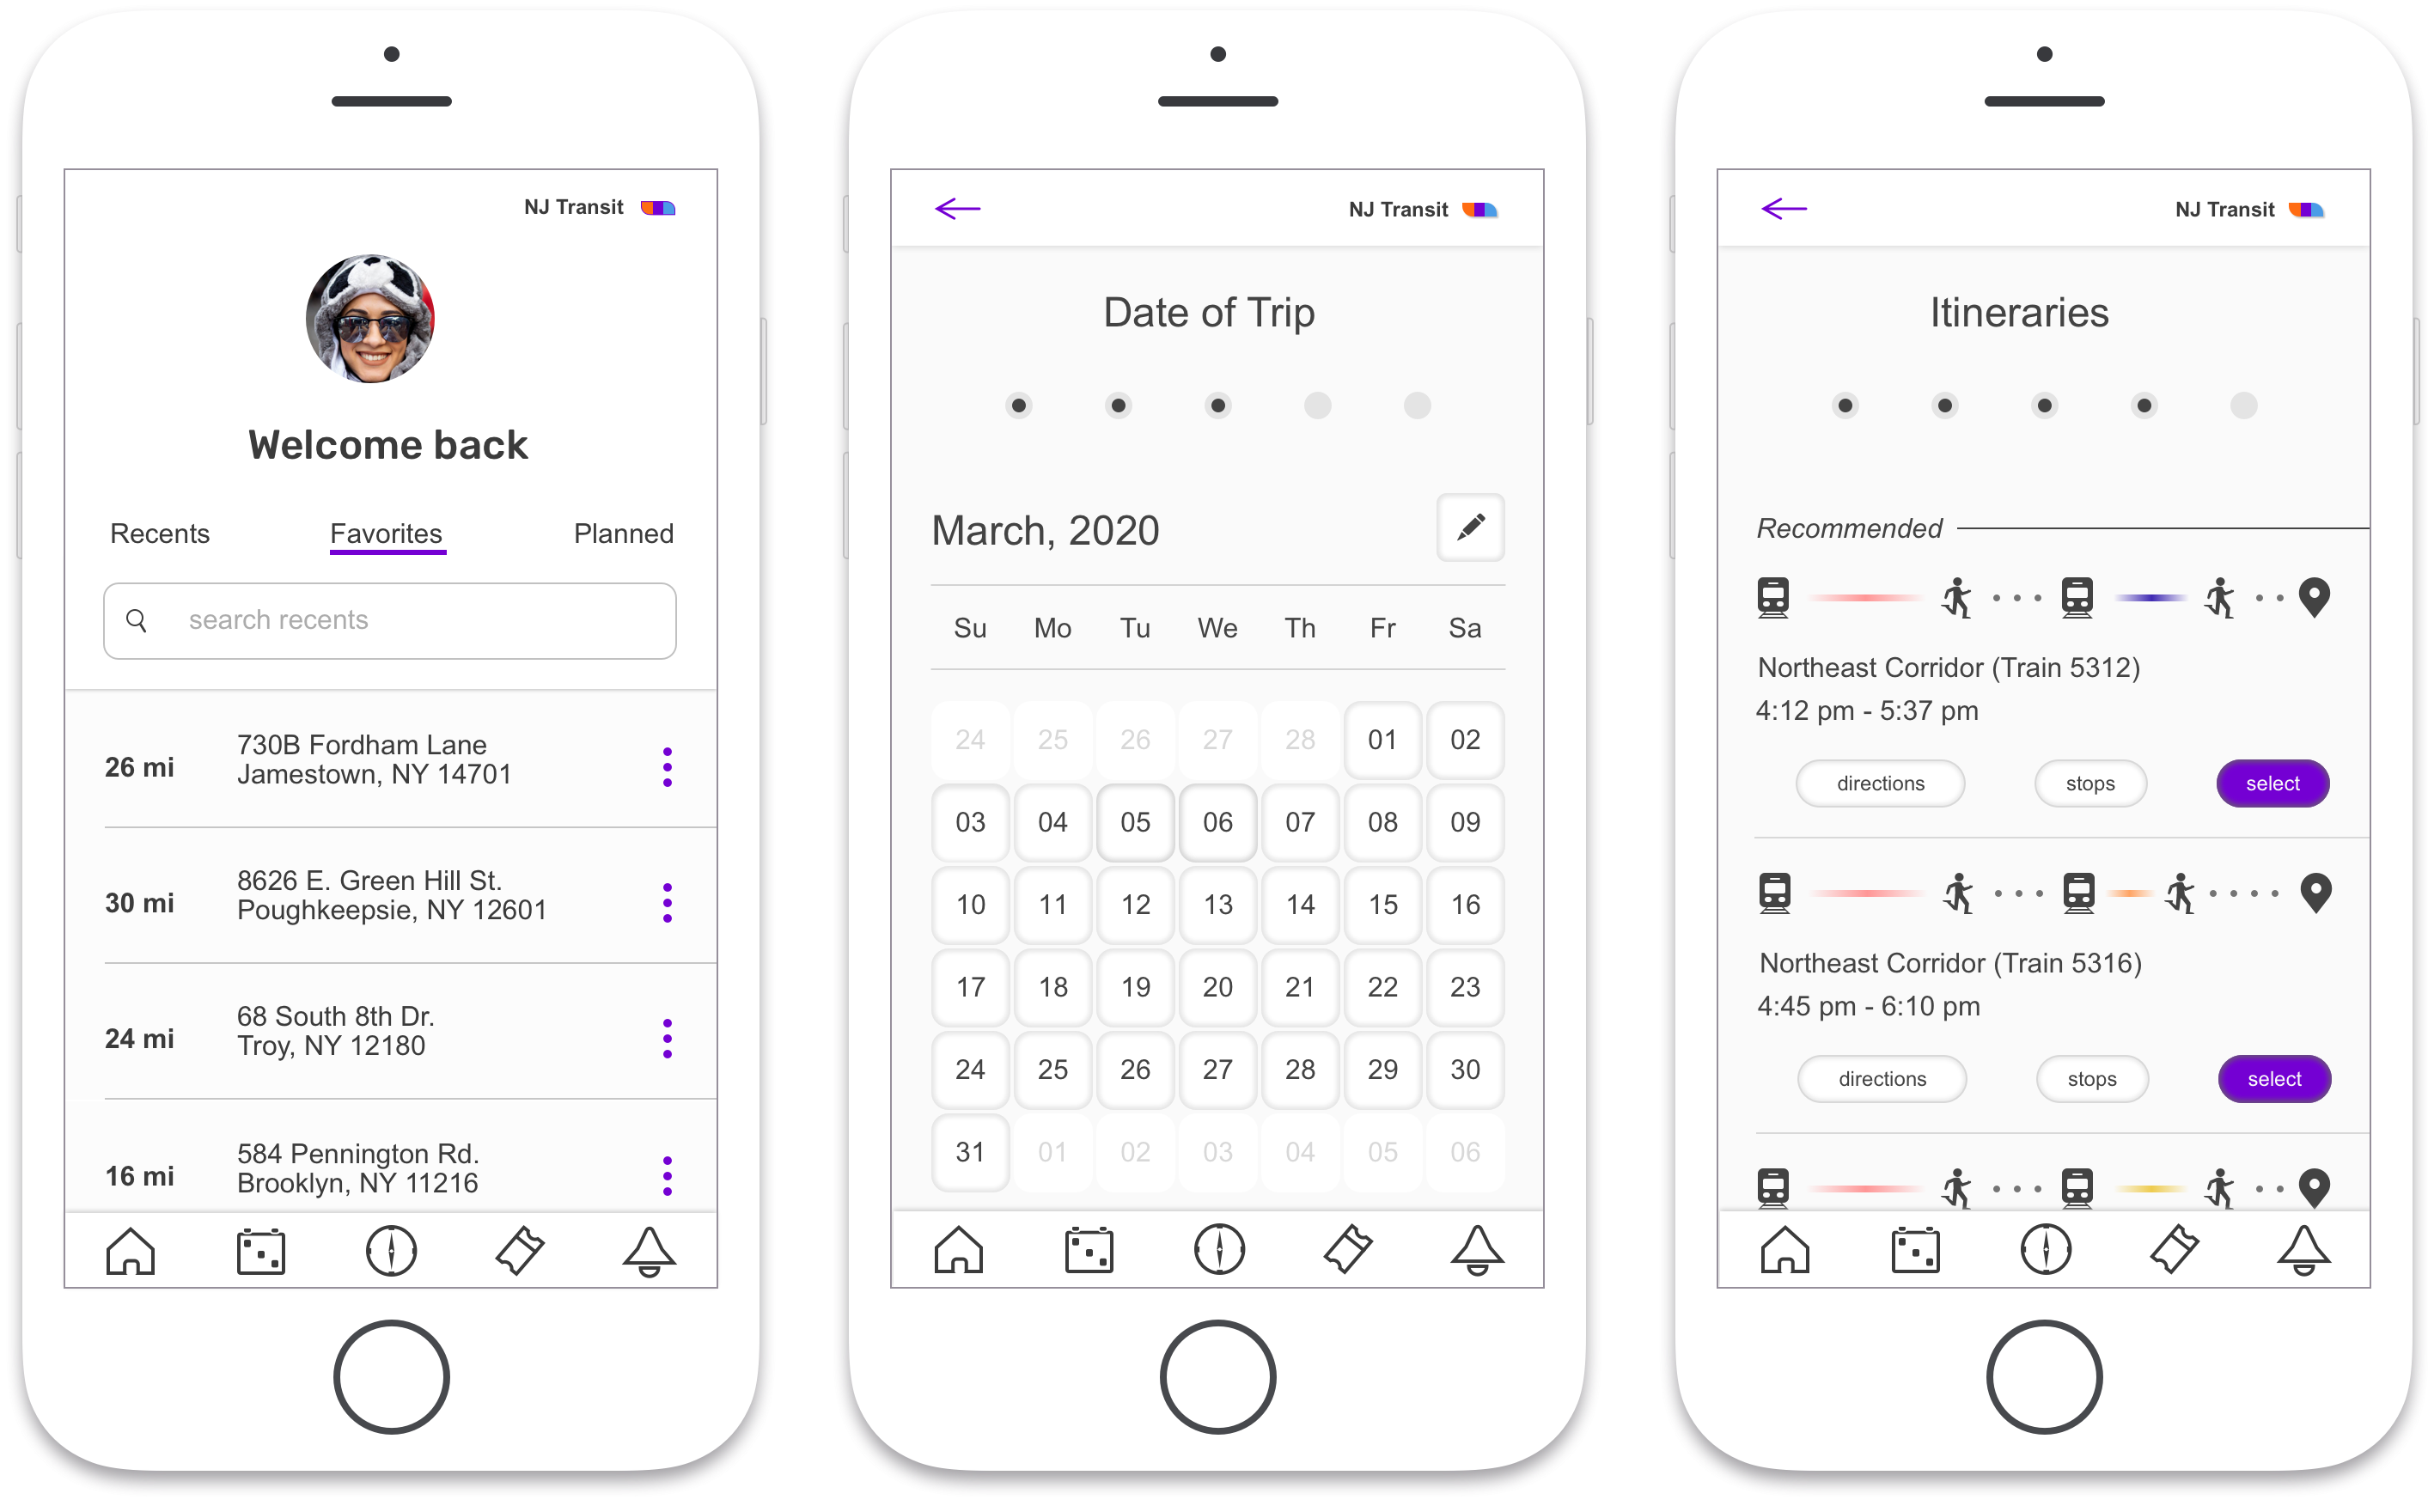 NJ Transit
Welcome back
Recents Favorites Planned
search recents
26 mi
730B Fordham Lane
Jamestown, NY 14701
30 mi
8626 E. Green Hill St.
Poughkeepsie, NY 12601
24 mi
68 South 8th Dr.
Troy, NY 12180
16 mi
584 Pennington Rd.
Brooklyn, NY 11216
NJ Transit
Date of Trip
March, 2020
Su Mo Tu We Th Fr Sa
24 25 26 27 28 01 02
03 04 05 06 07 08 09
10 11 12 13 14 15 16
17 18 19 20 21 22 23
24 25 26 27 28 29 30
31 01 02 03 04 05 06
NJ Transit
Itineraries
Recommended
Northeast Corridor (Train 5312)
4:12 pm - 5:37 pm
directions stops select
Northeast Corridor (Train 5316)
4:45 pm - 6:10 pm
directions stops select